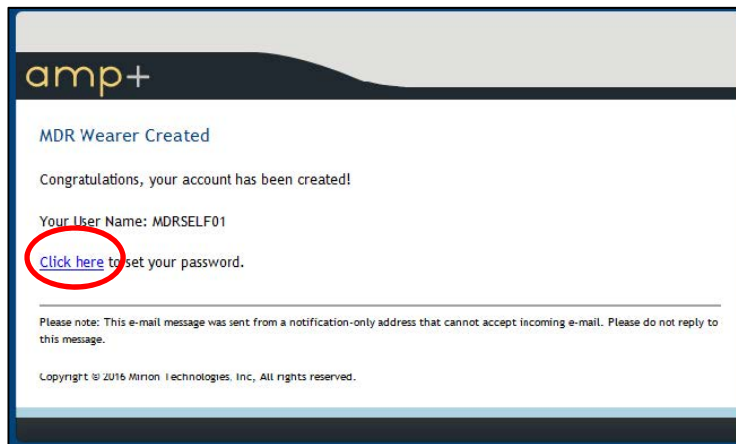 amp+
MDR Wearer Created
Congratulations, your account has been created!
Your User Name: MDRSELF01
Click here to set your password.
Please note: This e-mail message was sent from a notification-only address that cannot accept incoming e-mail. Please do not reply to
this message.
Copyright © 2016 Mirion Technologies, Inc, All rights reserved.